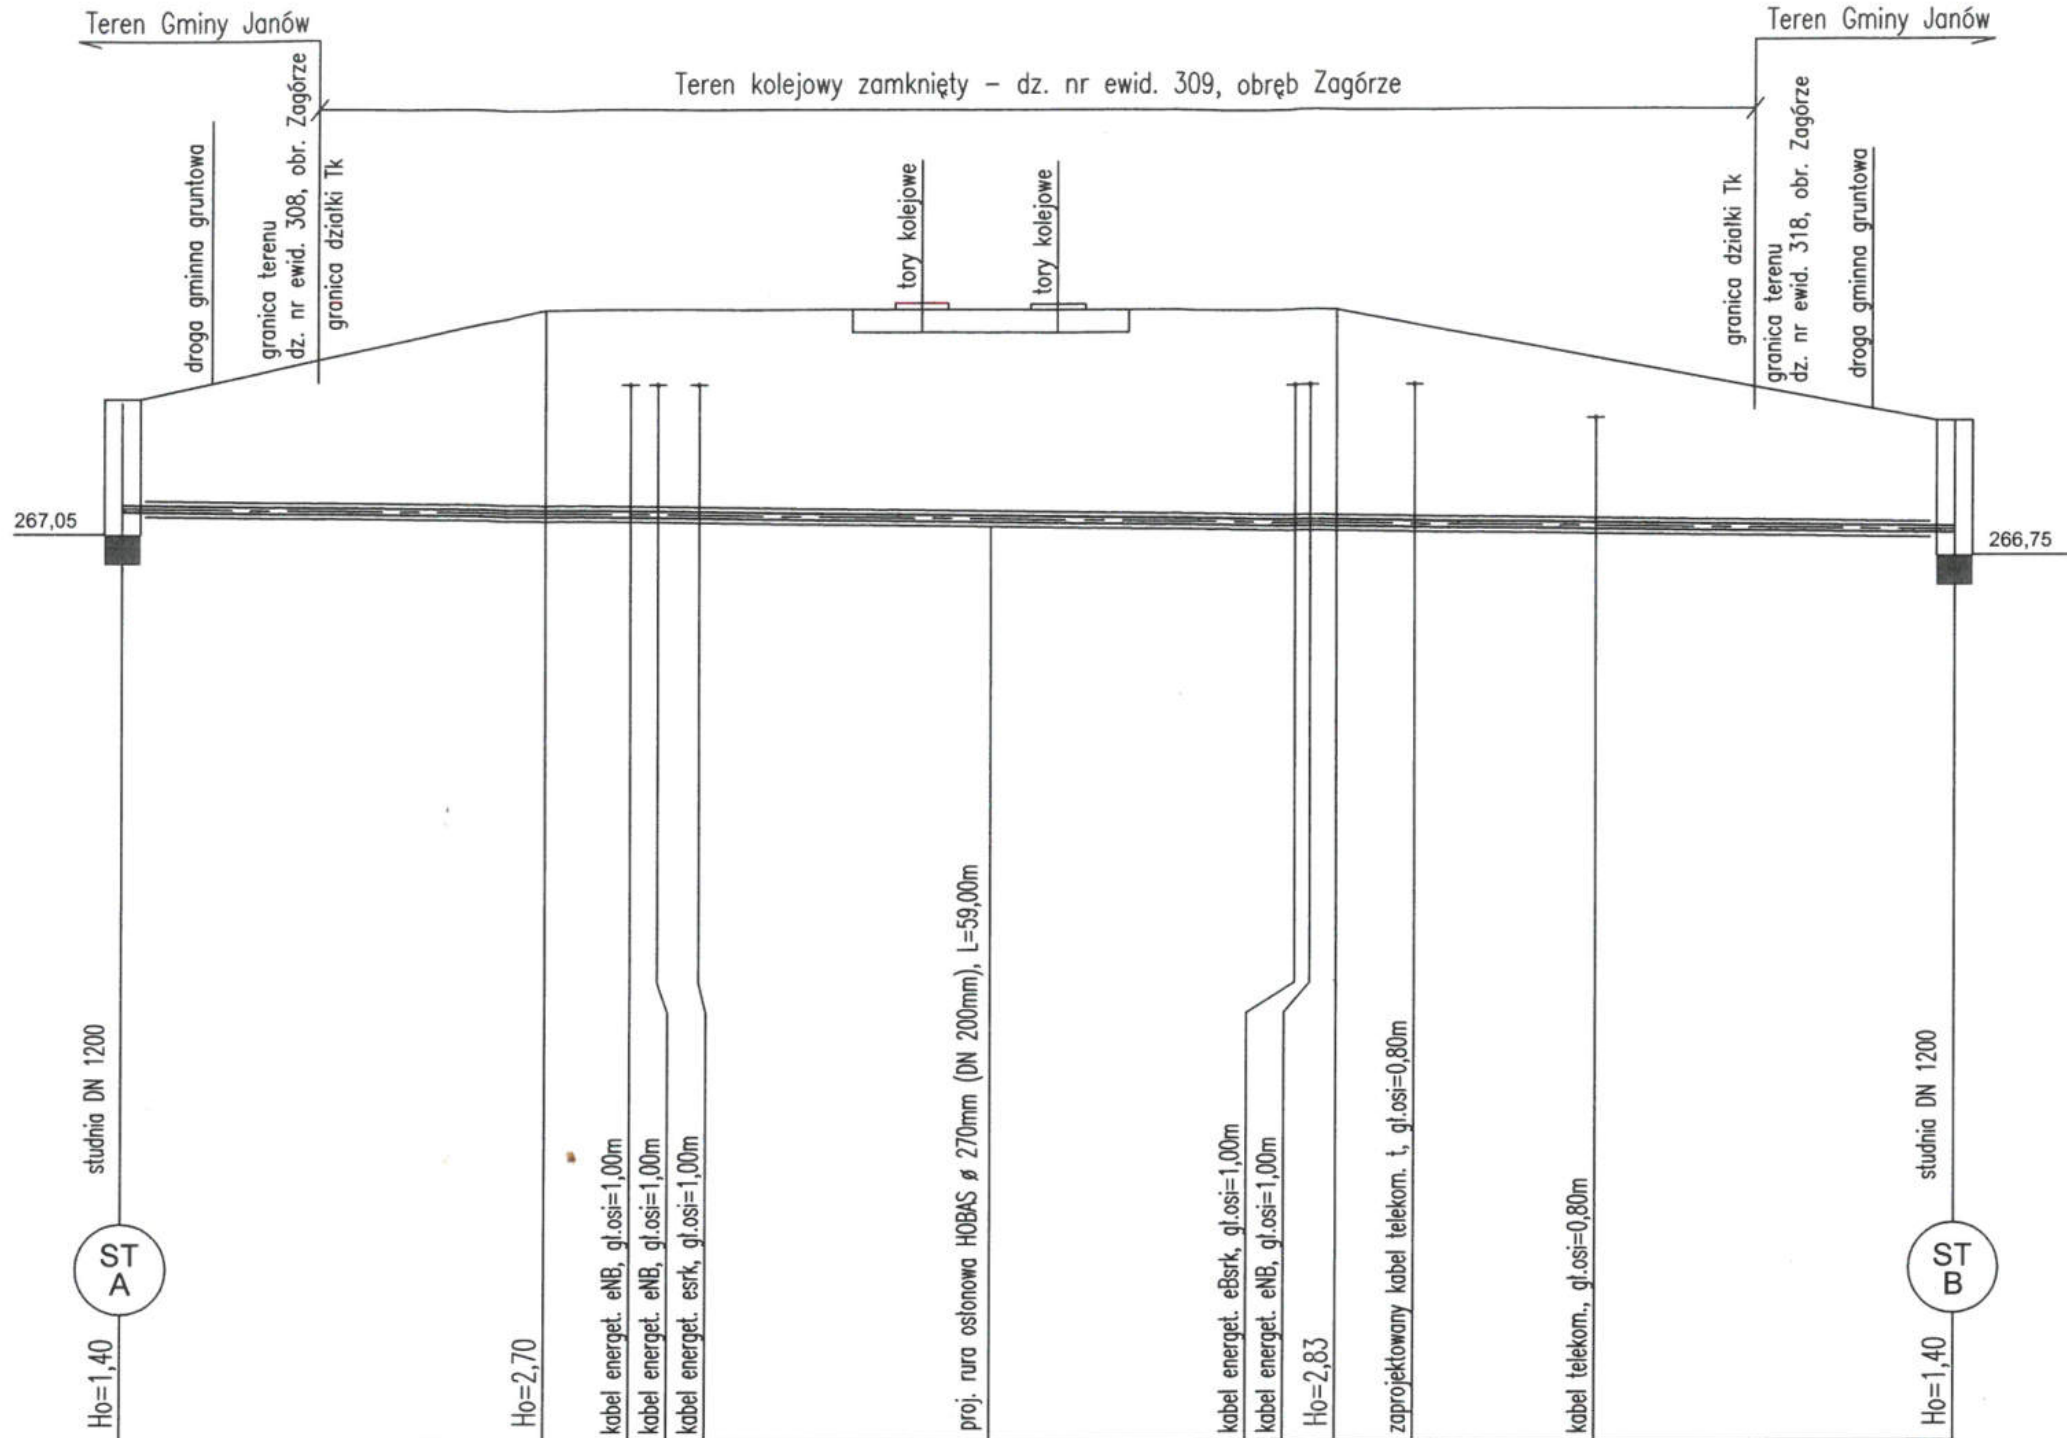 Teren Gminy Janów
Teren Gminy Janów
Teren kolejowy zamknięty – dz. nr ewid. 309, obręb Zagórze
droga gminna gruntowa
granica terenu
dz. nr ewid. 308, obr. Zagórze
granica działki Tk
tory kolejowe
tory kolejowe
granica działki Tk
granica terenu
dz. nr ewid. 318, obr. Zagórze
droga gminna gruntowa
267,05
266,75
studnia DN 1200
ST
A
Ho=1,40
Ho=2,70
kabel energet. eNB, gł.osi=1,00m
kabel energet. eNB, gł.osi=1,00m
kabel energet. esrk, gł.osi=1,00m
proj. rura osłonowa HOBAS ø 270mm (DN 200mm), L=59,00m
kabel energet. eBsrk, gł.osi=1,00m
kabel energet. eNB, gł.osi=1,00m
Ho=2,83
zaprojektowany kabel telekom. t, gł.osi=0,80m
kabel telekom., gł.osi=0,80m
studnia DN 1200
ST
B
Ho=1,40